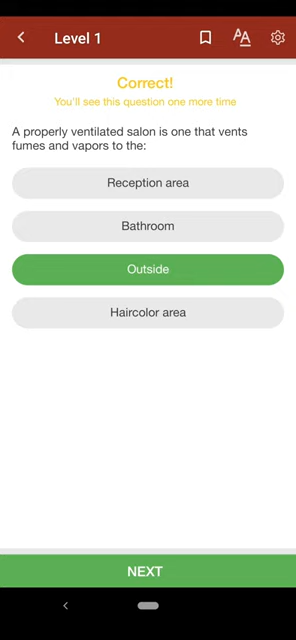 Level 1
AA
Correct!
You'll see this question one more time
A properly ventilated salon is one that vents
fumes and vapors to the:
Reception area
Bathroom
Outside
Haircolor area
NEXT